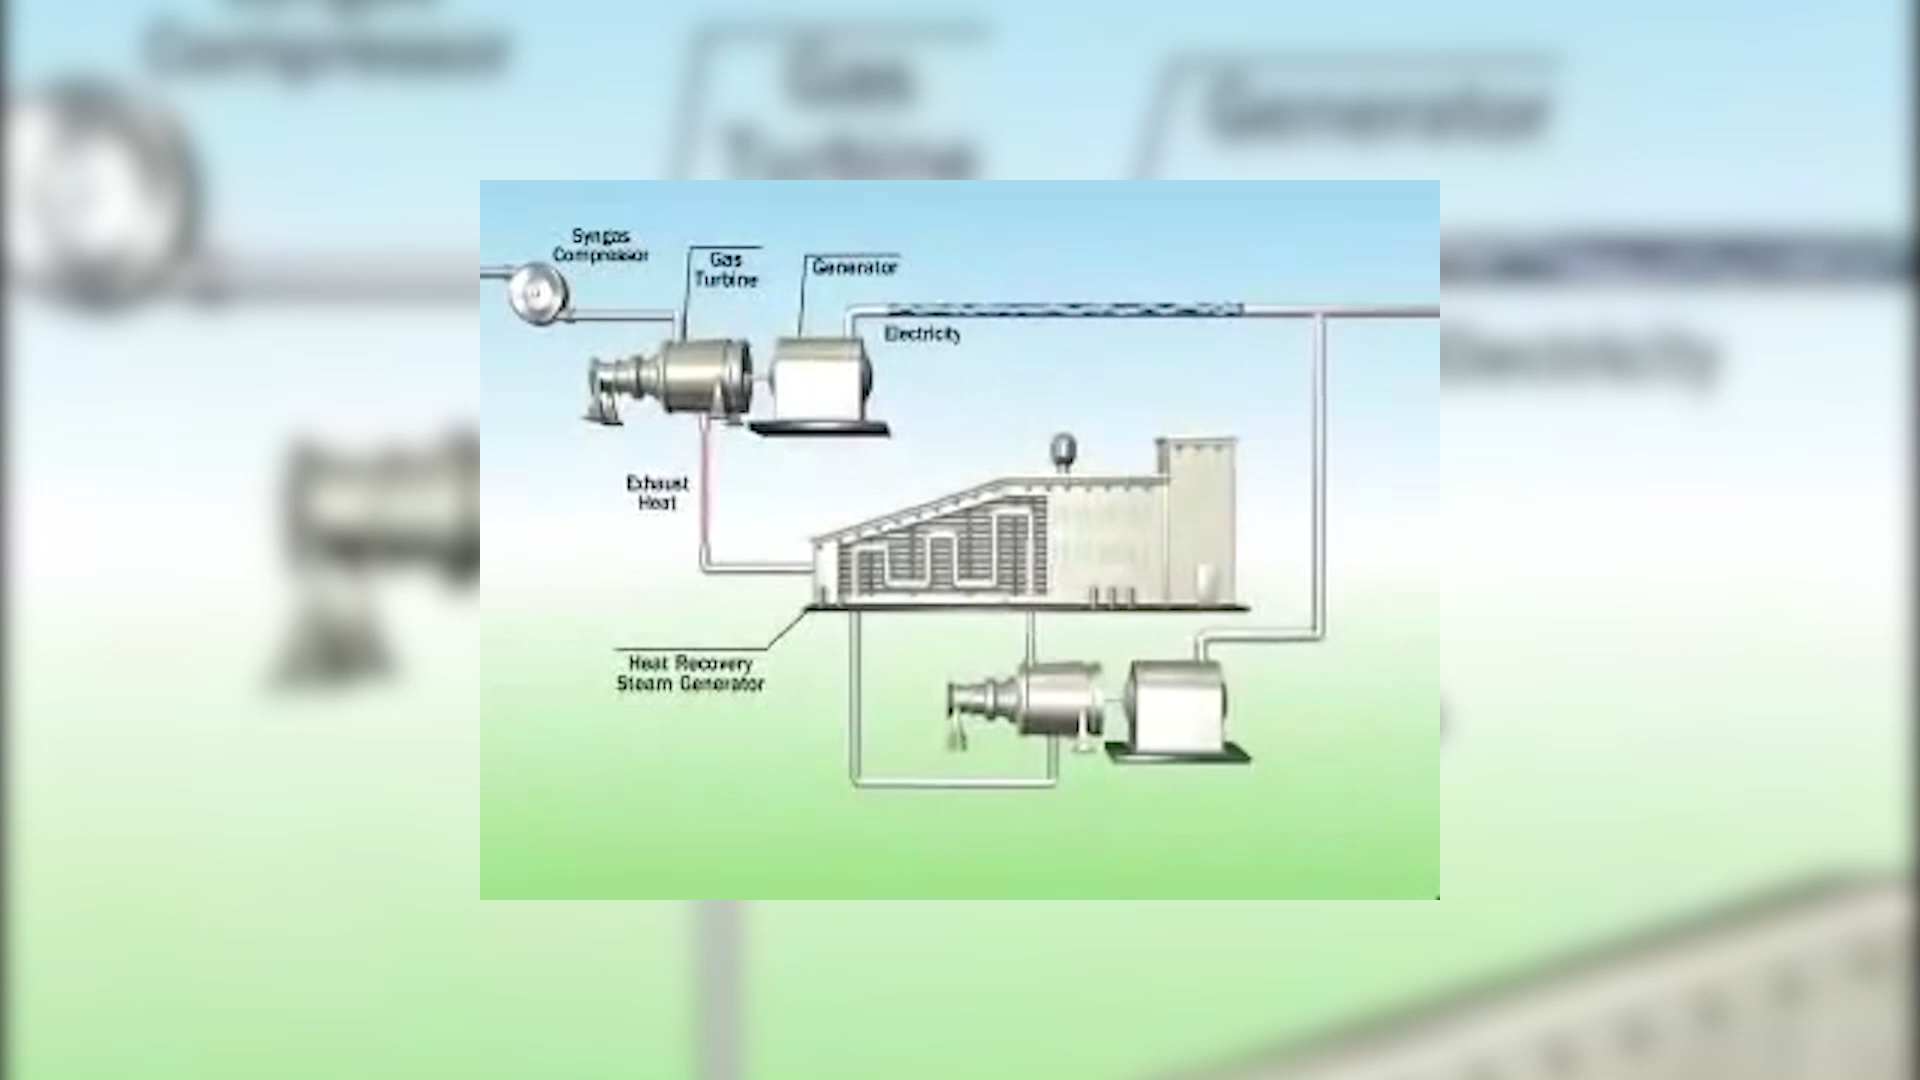 Syngas
Compressor
Gas
Turbine
Generator
Electricity
Exhaust
Heat
Heat Recovery
Steam Generator